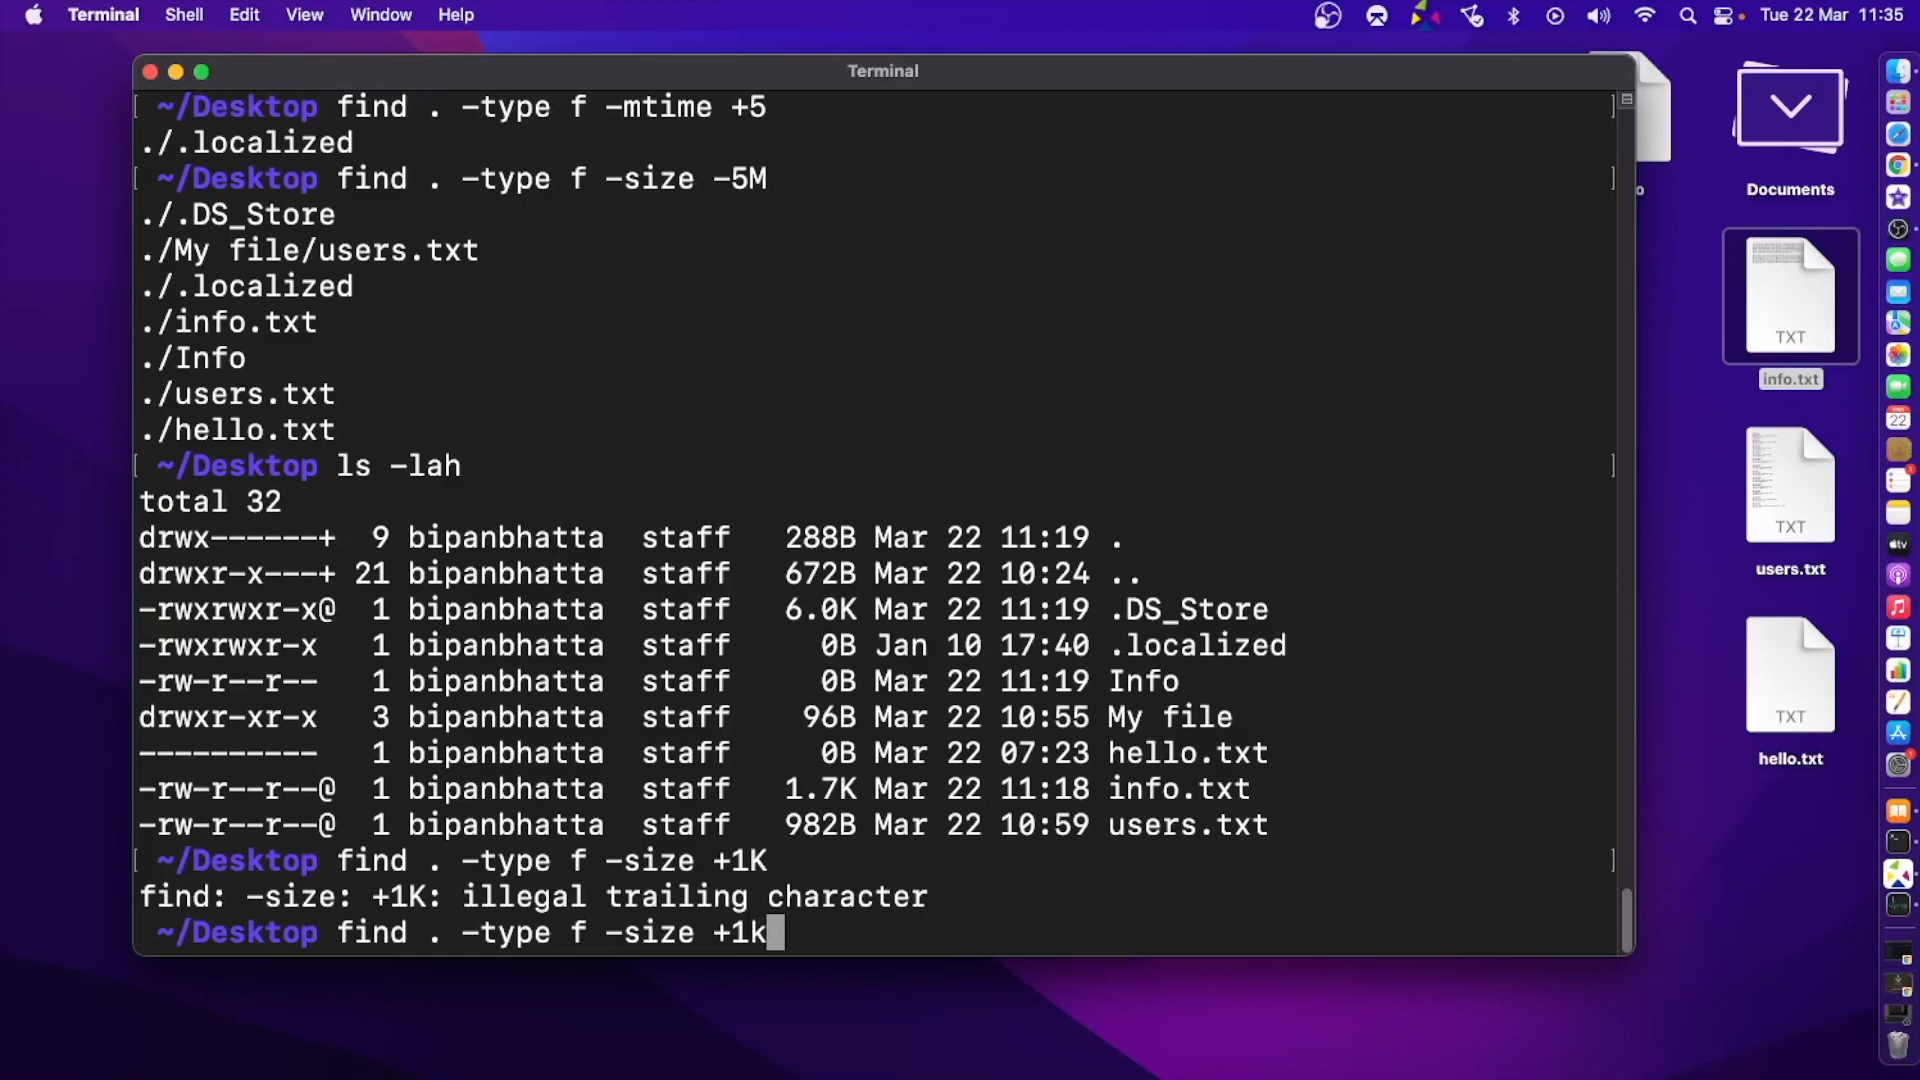 Terminal Shell Edit View Window Help Tue 22 Mar 11:35
Terminal
~/Desktop find . -type f -mtime +5
./.localized
~/Desktop find . -type f -size -5M
./.DS_Store
./My file/users.txt
./.localized
./info.txt
./Info
./users.txt
./hello.txt
~/Desktop ls -lah
total 32
drwx------+ 9 bipanbhatta staff 288B Mar 22 11:19 .
drwxr-x---+ 21 bipanbhatta staff 672B Mar 22 10:24 ..
-rwxrwxr-x@ 1 bipanbhatta staff 6.0K Mar 22 11:19 .DS_Store
-rwxrwxr-x 1 bipanbhatta staff 0B Jan 10 17:40 .localized
-rw-r--r-- 1 bipanbhatta staff 0B Mar 22 11:19 Info
drwxr-xr-x 3 bipanbhatta staff 96B Mar 22 10:55 My file
---------- 1 bipanbhatta staff 0B Mar 22 07:23 hello.txt
-rw-r--r--@ 1 bipanbhatta staff 1.7K Mar 22 11:18 info.txt
-rw-r--r--@ 1 bipanbhatta staff 982B Mar 22 10:59 users.txt
~/Desktop find . -type f -size +1K
find: -size: +1K: illegal trailing character
~/Desktop find . -type f -size +1k
o
Documents
TXT
info.txt
TXT
users.txt
TXT
hello.txt
22
tv